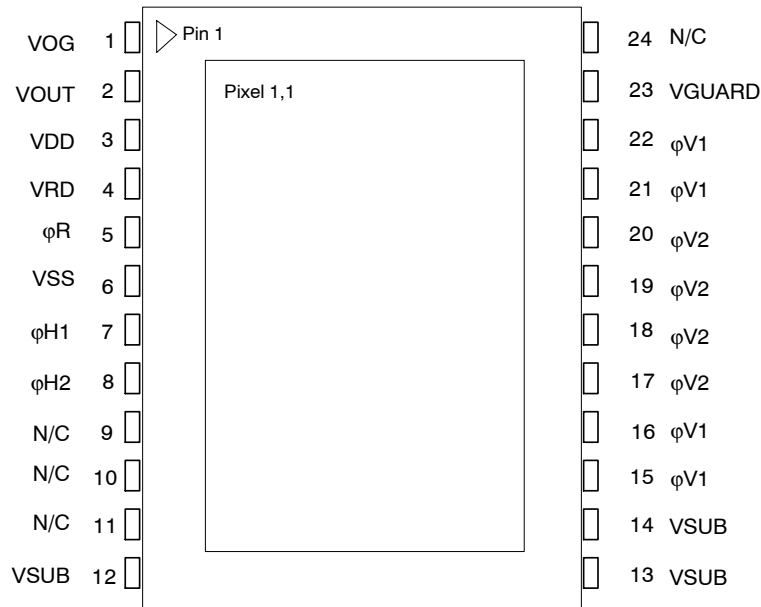 VOG 1 Pin 1 24 N/C
VOUT 2 Pixel 1,1 23 VGUARD
VDD 3 22 φV1
VRD 4 21 φV1
φR 5 20 φV2
VSS 6 19 φV2
φH1 7 18 φV2
φH2 8 17 φV2
N/C 9 16 φV1
N/C 10 15 φV1
N/C 11 14 VSUB
VSUB 12 13 VSUB